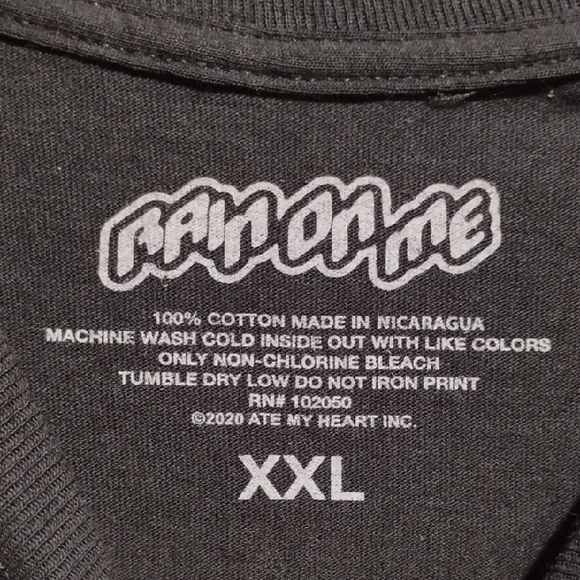 RAIN ON ME
100% COTTON MADE IN NICARAGUA
MACHINE WASH COLD INSIDE OUT WITH LIKE COLORS
ONLY NON-CHLORINE BLEACH
TUMBLE DRY LOW DO NOT IRON PRINT
RN# 102050
©2020 ATE MY HEART INC.
XXL